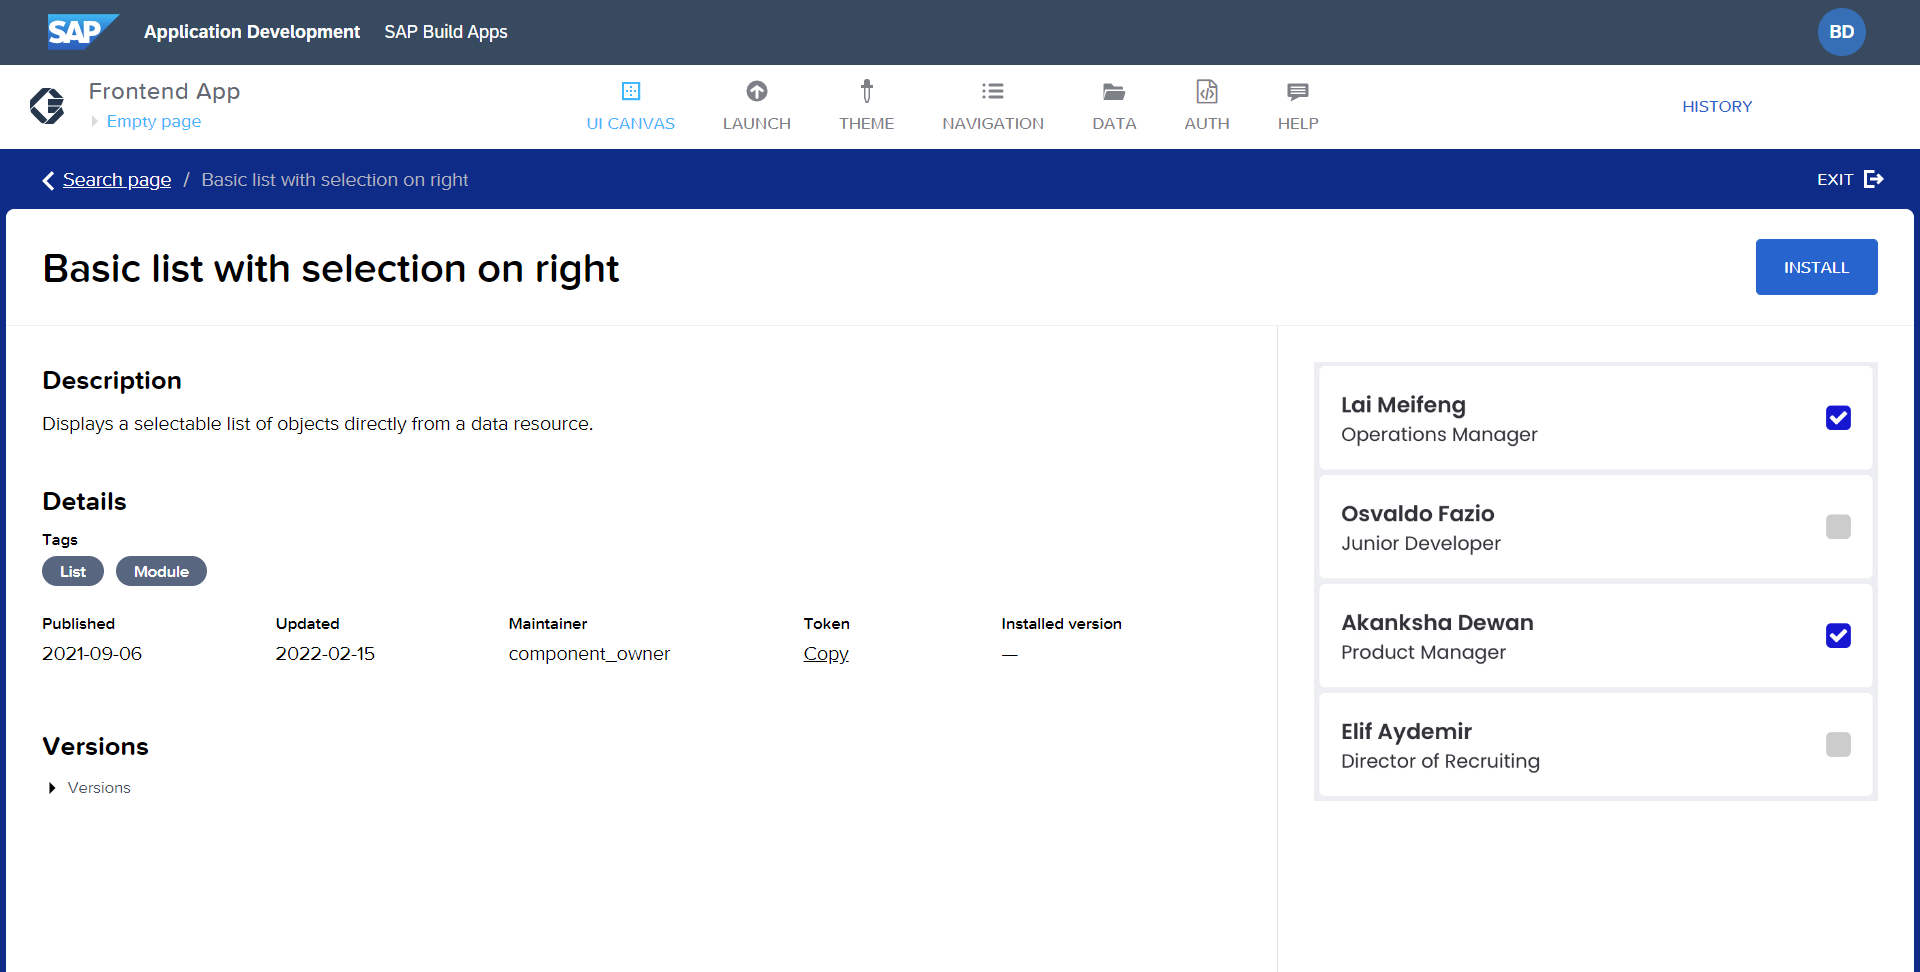 SAP Application Development SAP Build Apps BD
Frontend App
Empty page
UI CANVAS LAUNCH THEME NAVIGATION DATA AUTH HELP HISTORY
Search page / Basic list with selection on right EXIT
Basic list with selection on right INSTALL
Description
Displays a selectable list of objects directly from a data resource.
Details
Tags
List Module
Published Updated Maintainer Token Installed version
2021-09-06 2022-02-15 component_owner Copy —
Versions
Versions
Lai Meifeng
Operations Manager
Osvaldo Fazio
Junior Developer
Akanksha Dewan
Product Manager
Elif Aydemir
Director of Recruiting